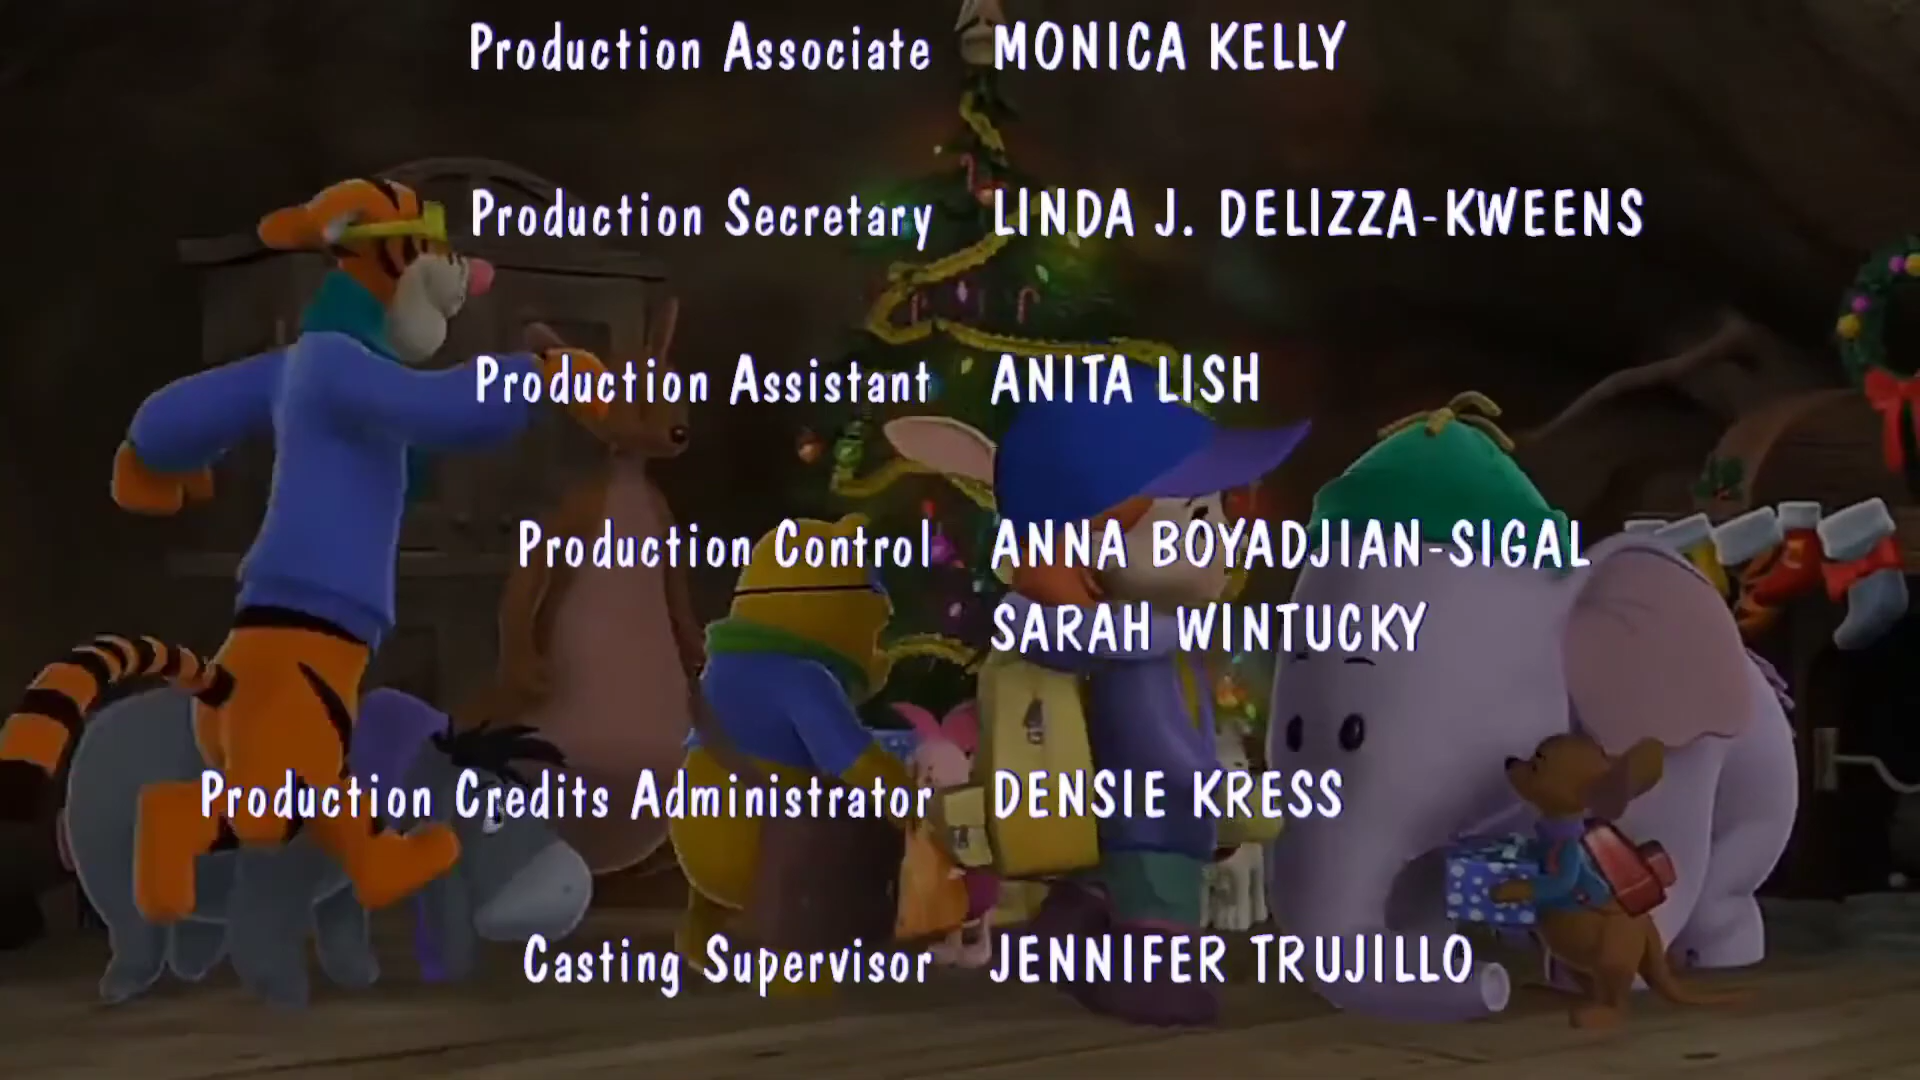 Production Associate MONICA KELLY
Production Secretary LINDA J. DELIZZA-KWEENS
Production Assistant ANITA LISH
Production Control ANNA BOYADJIAN-SIGAL
SARAH WINTUCKY
Production Credits Administrator DENSIE KRESS
Casting Supervisor JENNIFER TRUJILLO